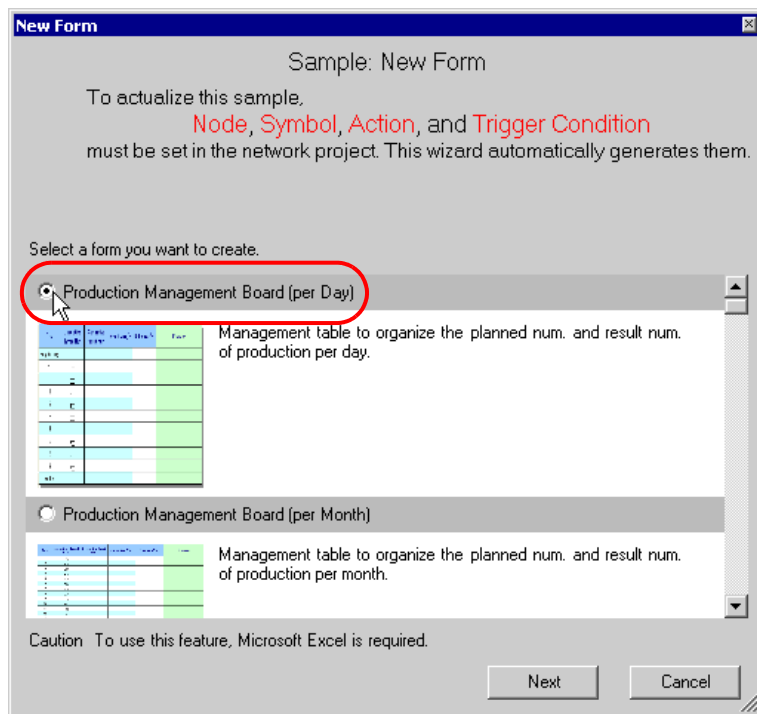 New Form
Sample: New Form
To actualize this sample,
Node, Symbol, Action, and Trigger Condition
must be set in the network project. This wizard automatically generates them.
Select a form you want to create.
Production Management Board (per Day)
Management table to organize the planned num. and result num.
of production per day.
Production Management Board (per Month)
Management table to organize the planned num. and result num.
of production per month.
Caution To use this feature, Microsoft Excel is required.
Next
Cancel